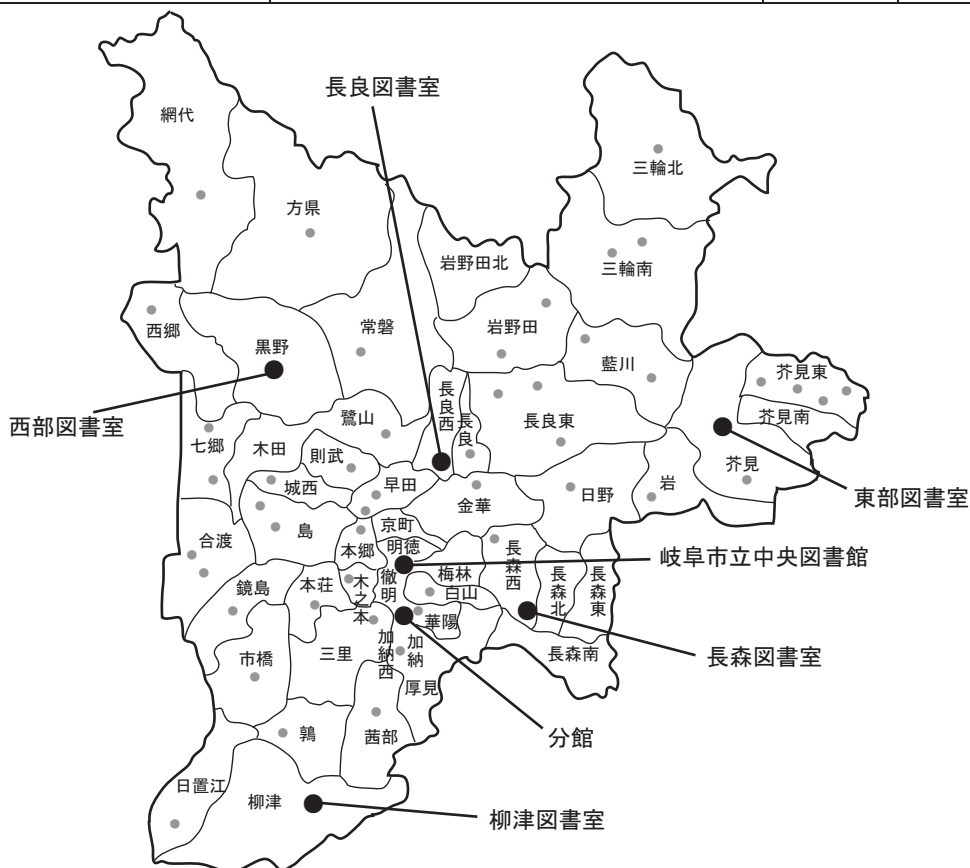 長良図書室
網代
三輪北
方県
岩野田北
三輪南
西郷
常磐
岩野田
黒野
藍川
芥見東
長良西
長良
鷺山
長良東
芥見南
西部図書室
七郷
木田
則武
芥見
城西
早田
金華
日野
岩
東部図書室
島
京町
合渡
本郷
明徳
長森西
岐阜市立中央図書館
梅林
長森北
長森東
鏡島
本荘
木之本
徹明
白山
華陽
市橋
三里
加納西
加納
長森南
長森図書室
厚見
分館
鶉
茜部
日置江
柳津
柳津図書室